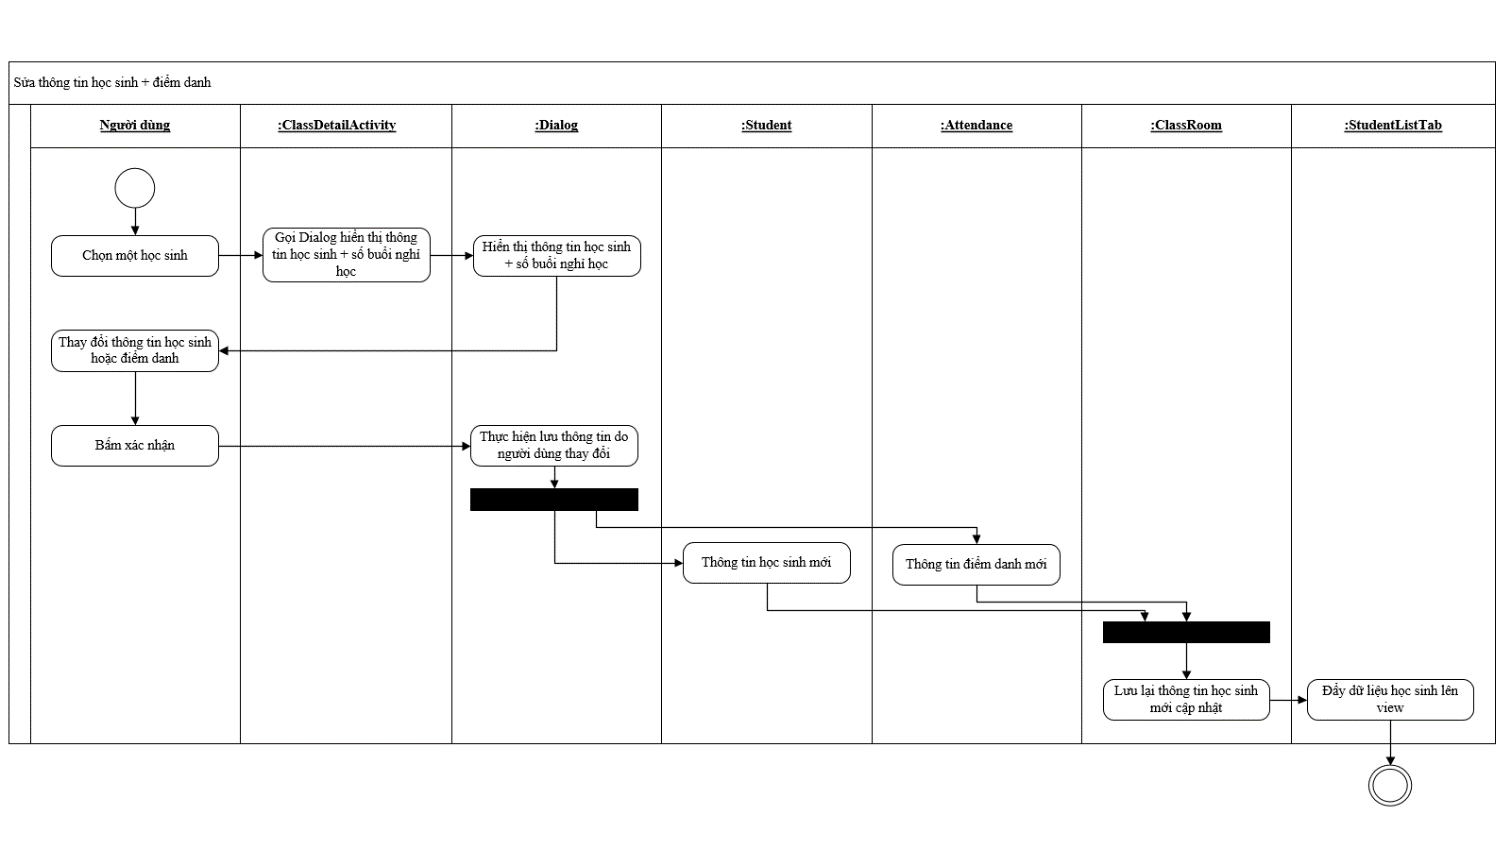 Sửa thông tin học sinh + điểm danh
Người dùng
:ClassDetailActivity
:Dialog
:Student
:Attendance
:ClassRoom
:StudentListTab
Chọn một học sinh
Gọi Dialog hiển thị thông
tin học sinh + số buổi nghỉ
học
Hiển thị thông tin học sinh
+ số buổi nghỉ học
Thay đổi thông tin học sinh
hoặc điểm danh
Bấm xác nhận
Thực hiện lưu thông tin do
người dùng thay đổi
Thông tin học sinh mới
Thông tin điểm danh mới
Lưu lại thông tin học sinh
mới cập nhật
Đẩy dữ liệu học sinh lên
view